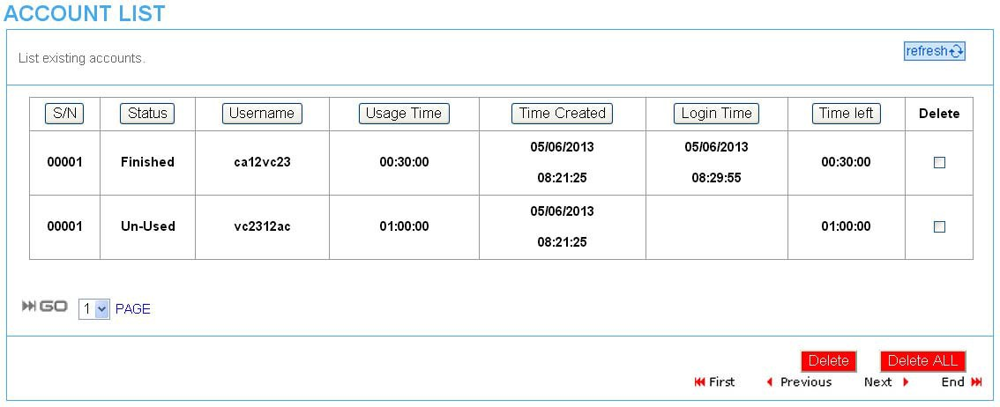 ACCOUNT LIST
List existing accounts.
refresh
S/N Status Username Usage Time Time Created Login Time Time left Delete
00001 Finished ca12vc23 00:30:00 05/06/2013 08:21:25 05/06/2013 08:29:55 00:30:00
00001 Un-Used vc2312ac 01:00:00 05/06/2013 08:21:25 01:00:00
GO 1 PAGE
Delete Delete ALL
First Previous Next End